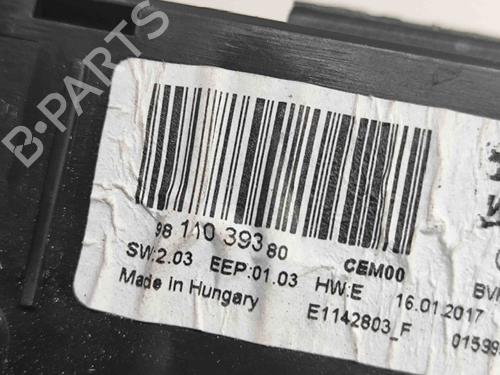 B-PARTS
98 110 393 80
CEM00
SW:2.03 EEP:01.03 HW:E 16.01.2017
Made in Hungary E1142803_F